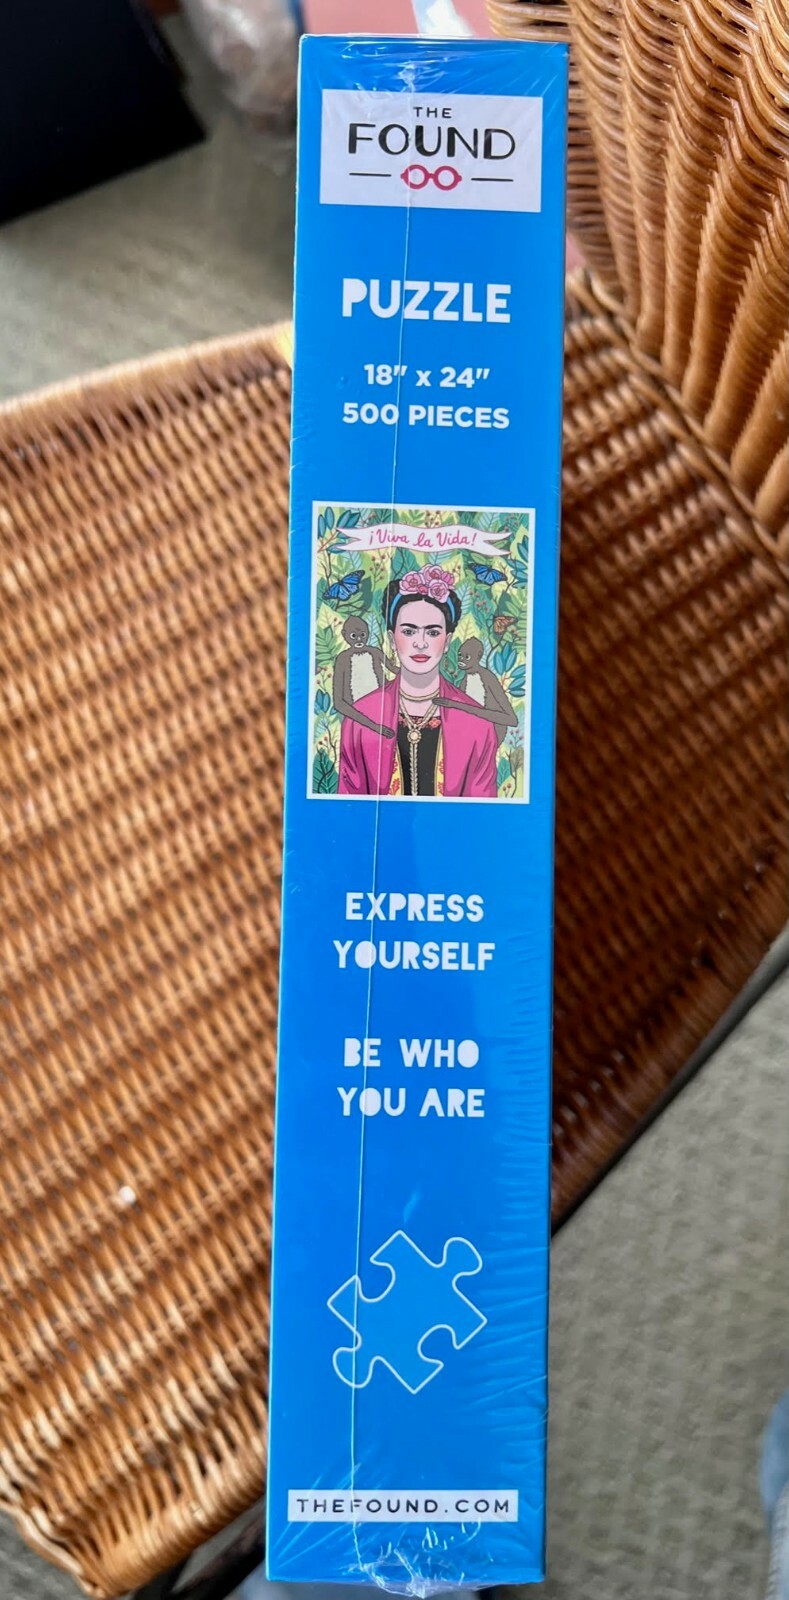 THE
FOUND
PUZZLE
18" x 24"
500 PIECES
¡Viva la Vida!
EXPRESS
YOURSELF
BE WHO
YOU ARE
THEFOUND.COM